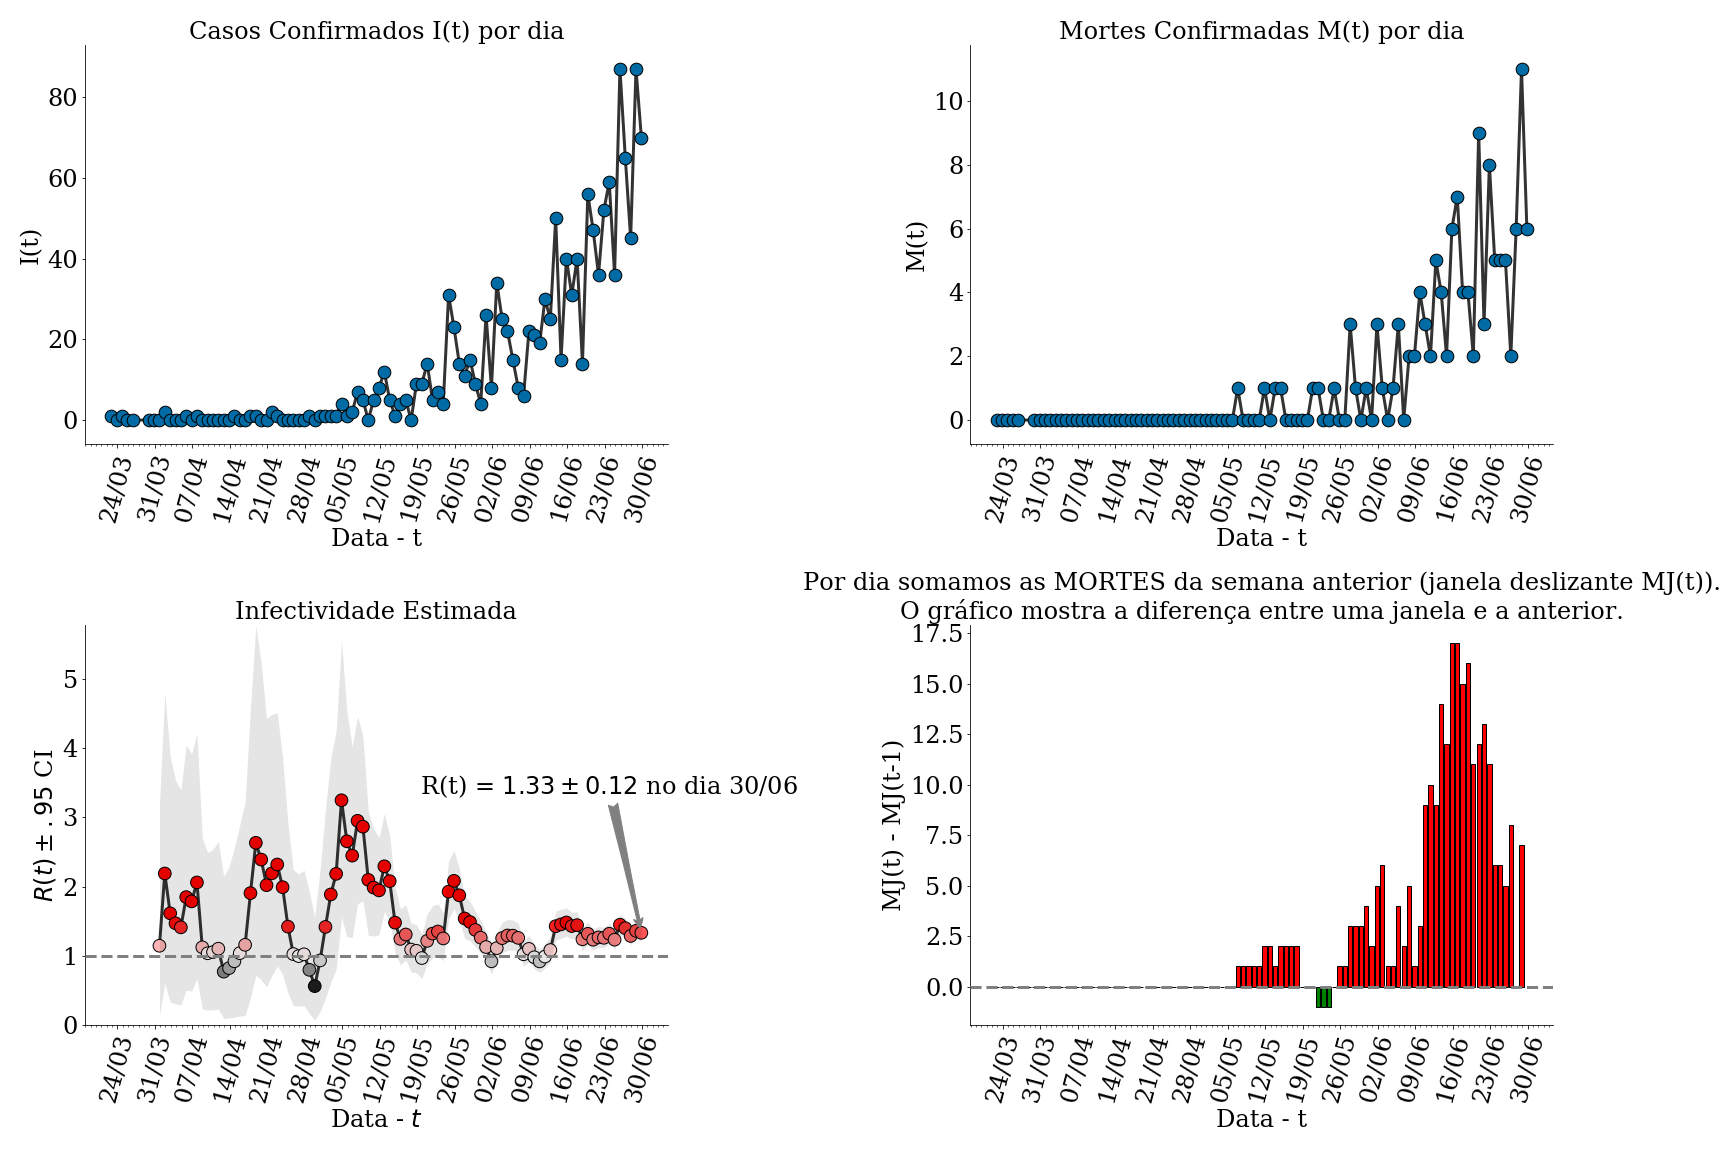 Casos Confirmados I(t) por dia
I(t)
80
60
40
20
0
24/03 31/03 07/04 14/04 21/04 28/04 05/05 12/05 19/05 26/05 02/06 09/06 16/06 23/06 30/06
Data - t
Mortes Confirmadas M(t) por dia
M(t)
10
8
6
4
2
0
24/03 31/03 07/04 14/04 21/04 28/04 05/05 12/05 19/05 26/05 02/06 09/06 16/06 23/06 30/06
Data - t
Infectividade Estimada
R(t) ± .95 CI
5
4
3
2
1
0
R(t) = 1.33 ± 0.12 no dia 30/06
24/03 31/03 07/04 14/04 21/04 28/04 05/05 12/05 19/05 26/05 02/06 09/06 16/06 23/06 30/06
Data - t
Por dia somamos as MORTES da semana anterior (janela deslizante MJ(t)).
O gráfico mostra a diferença entre uma janela e a anterior.
MJ(t) - MJ(t-1)
17.5
15.0
12.5
10.0
7.5
5.0
2.5
0.0
24/03 31/03 07/04 14/04 21/04 28/04 05/05 12/05 19/05 26/05 02/06 09/06 16/06 23/06 30/06
Data - t